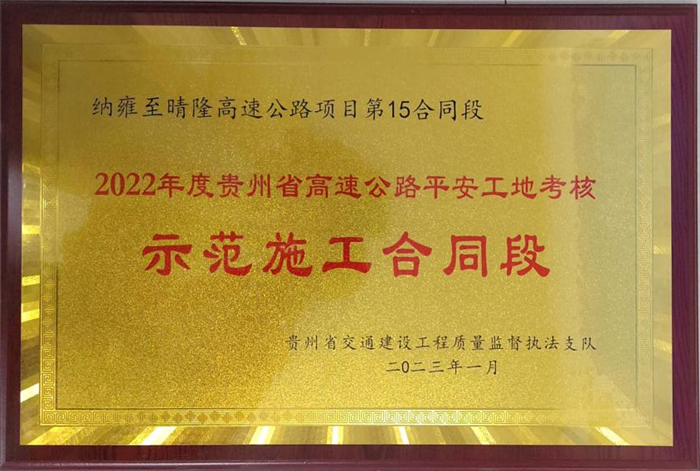 纳雍至晴隆高速公路项目第15合同段
2022年度贵州省高速公路平安工地考核
示范施工合同段
贵州省交通建设工程质量监督执法支队
二〇二三年一月